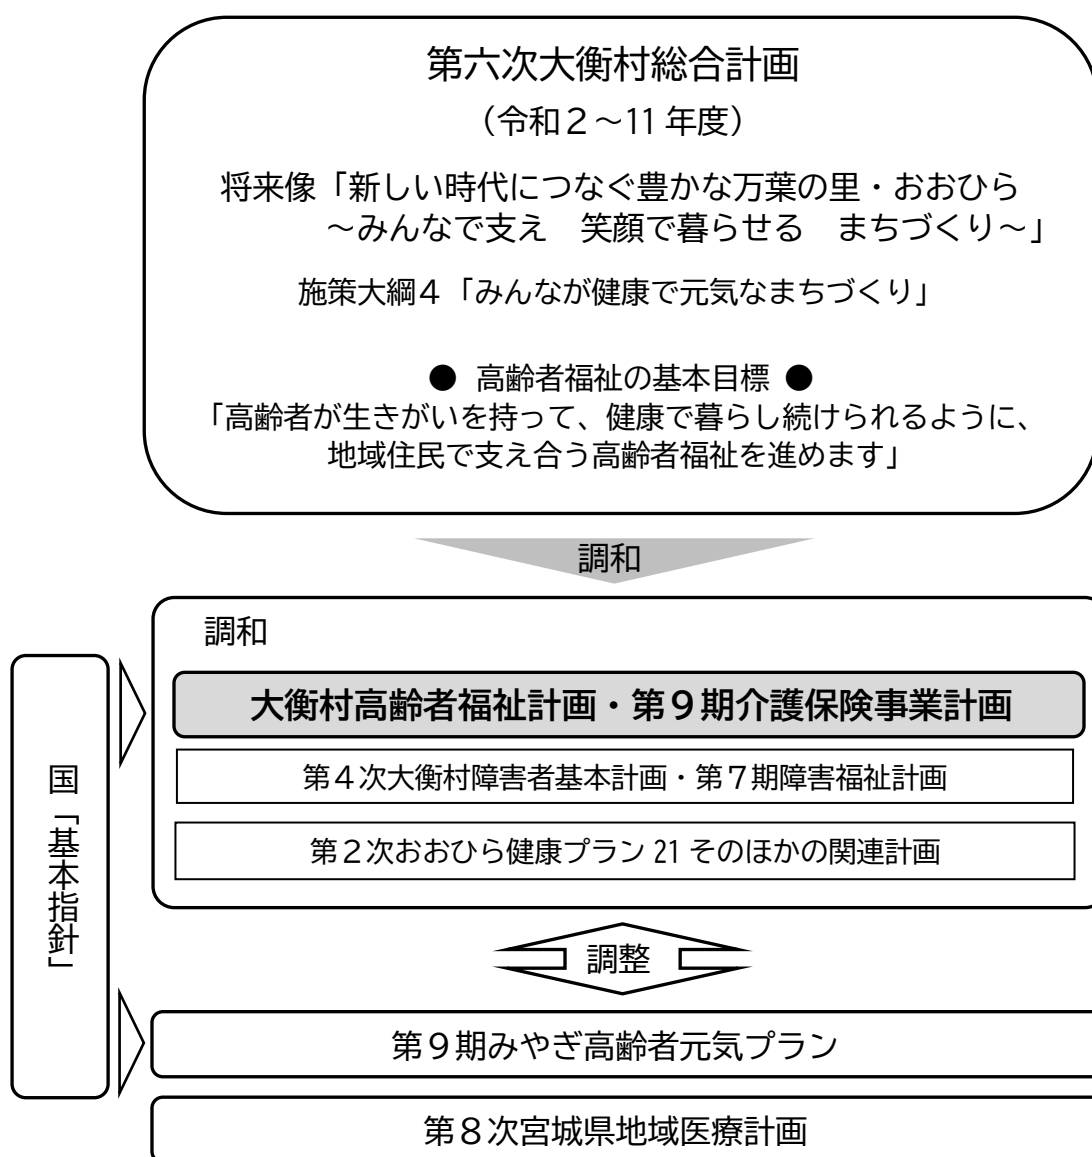 第六次大衡村総合計画
（令和２～11 年度）
将来像「新しい時代につなぐ豊かな万葉の里・おおひら
～みんなで支え　笑顔で暮らせる　まちづくり～」
施策大綱４「みんなが健康で元気なまちづくり」
● 高齢者福祉の基本目標 ●
「高齢者が生きがいを持って、健康で暮らし続けられるように、
地域住民で支え合う高齢者福祉を進めます」
調和
調和
大衡村高齢者福祉計画・第９期介護保険事業計画
第４次大衡村障害者基本計画・第７期障害福祉計画
第２次おおひら健康プラン 21 そのほかの関連計画
国「基本指針」
調整
第９期みやぎ高齢者元気プラン
第８次宮城県地域医療計画